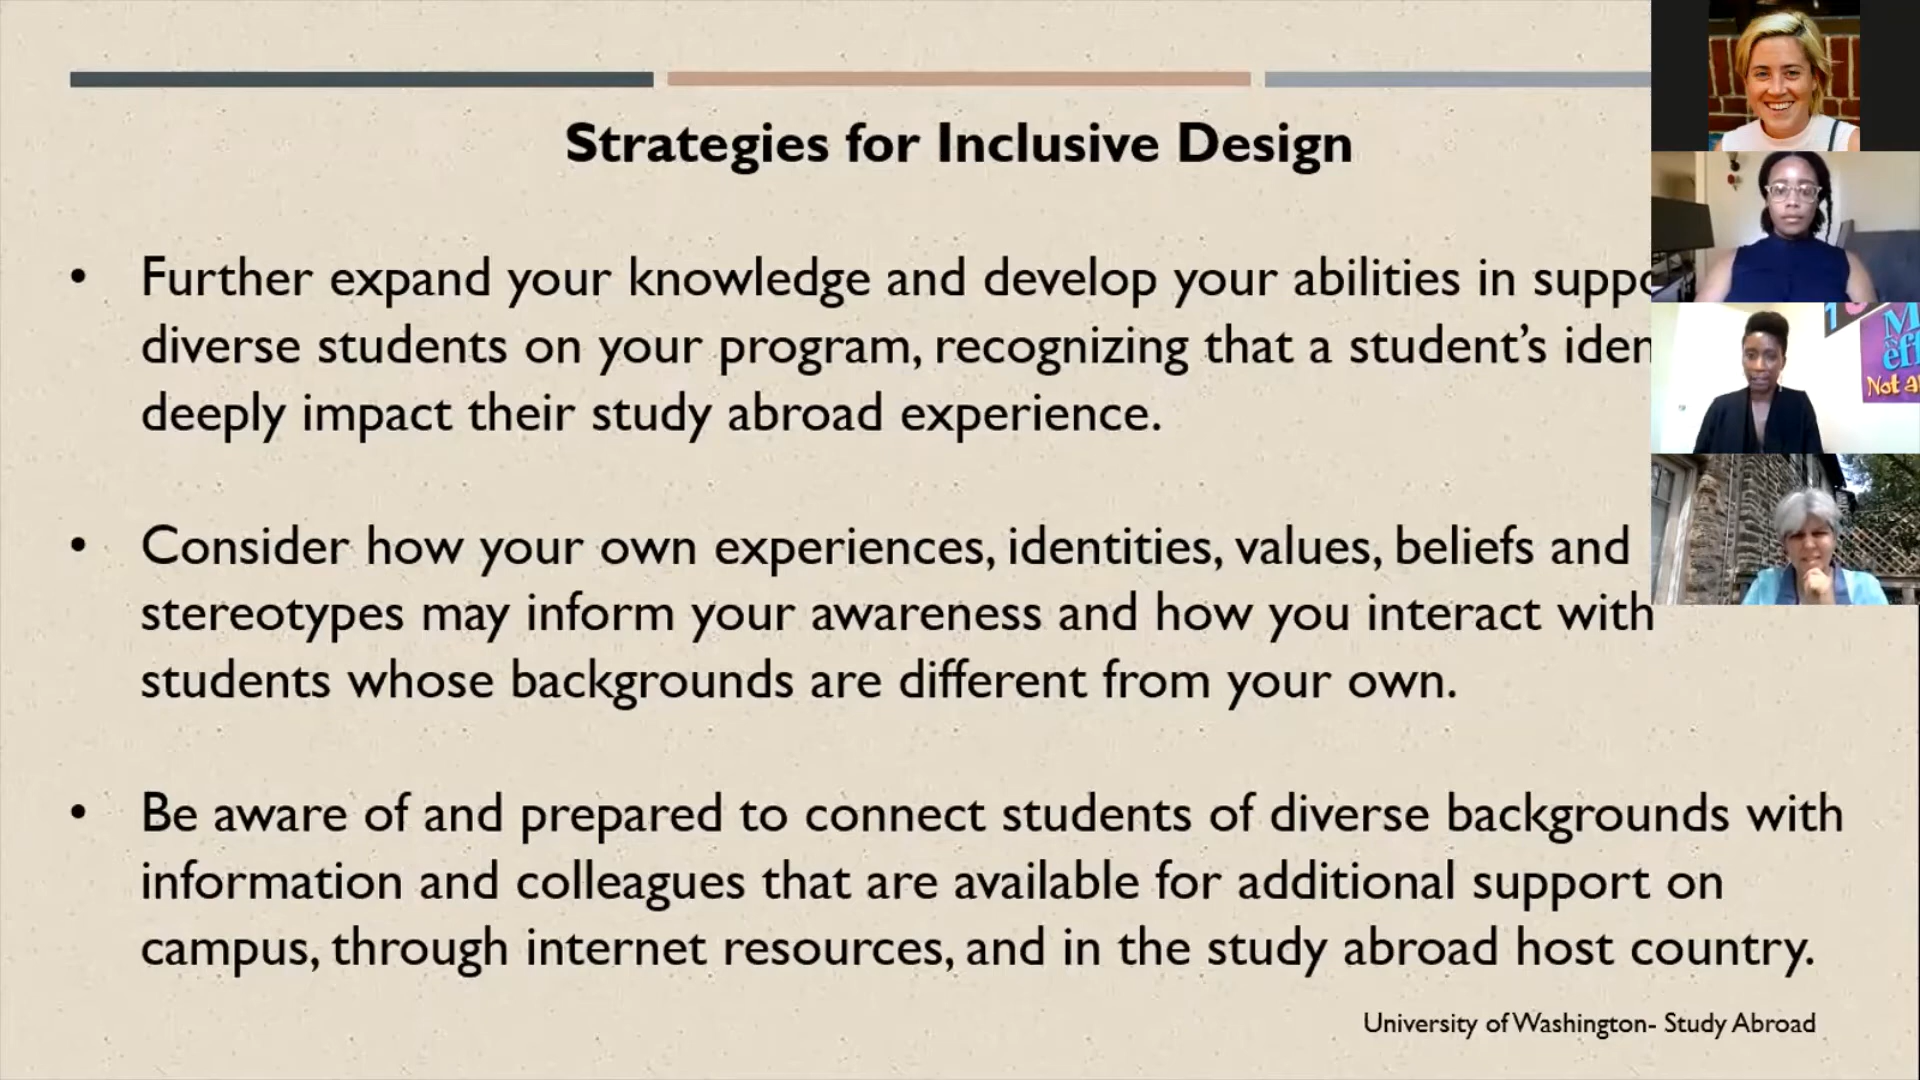 Strategies for Inclusive Design
• Further expand your knowledge and develop your abilities in
diverse students on your program, recognizing that a student’s
deeply impact their study abroad experience.
• Consider how your own experiences, identities, values, beliefs and
stereotypes may inform your awareness and how you interact with
students whose backgrounds are different from your own.
• Be aware of and prepared to connect students of diverse backgrounds with
information and colleagues that are available for additional support on
campus, through internet resources, and in the study abroad host country.
University of Washington- Study Abroad
Not